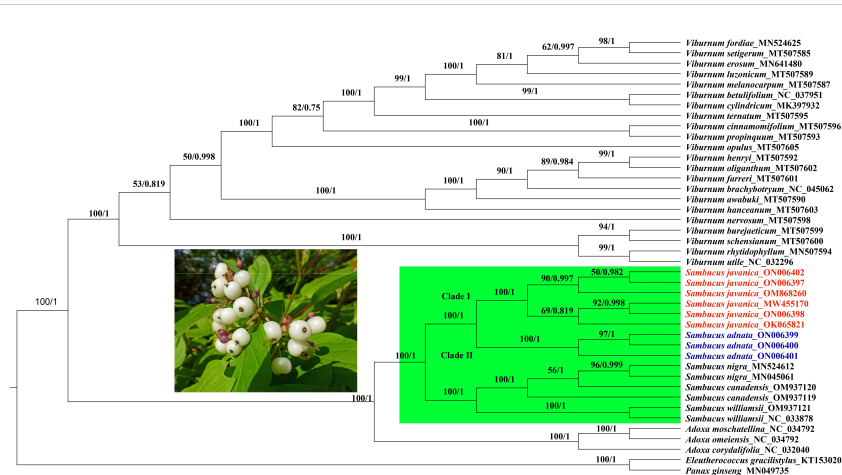 98/1
Viburnum fordiae_MN524625
62/0.997
Viburnum setigerum_MT507585
81/1
Viburnum erosum_MN641480
100/1
Viburnum luzonicum_MT507589
99/1
Viburnum melanocarpum_MT507587
100/1
99/1
Viburnum betulifolium_NC_037951
82/0.75
Viburnum cylindricum_MK397932
Viburnum ternatum_MT507595
100/1
100/1
Viburnum cinnamomifolium_MT507596
Viburnum propinquum_MT507593
Viburnum opulus_MT507605
50/0.998
99/1
Viburnum henryi_MT507592
89/0.984
Viburnum oliganthum_MT507602
90/1
Viburnum farreri_MT507601
53/0.819
100/1
100/1
Viburnum brachybotryum_NC_045062
Viburnum awabuki_MT507590
Viburnum hanceanum_MT507603
100/1
Viburnum nervosum_MT507598
94/1
Viburnum burejaeticum_MT507599
100/1
Viburnum schensianum_MT507600
99/1
Viburnum rhytidophyllum_MN507594
Viburnum utile_NC_032296
50/0.982
Sambucus javanica_ON006402
90/0.997
Sambucus javanica_ON006397
100/1
Sambucus javanica_OM868260
Clade I
100/1
92/0.998
Sambucus javanica_MW455170
69/0.819
Sambucus javanica_ON006398
100/1
Sambucus javanica_OK065821
97/1
Sambucus adnata_ON006399
100/1
Sambucus adnata_ON006400
100/1
Clade II
Sambucus adnata_ON006401
96/0.999
Sambucus nigra_MN524612
56/1
Sambucus nigra_MN045061
100/1
Sambucus canadensis_OM937120
100/1
Sambucus canadensis_OM937119
100/1
100/1
Sambucus williamsii_OM937121
Sambucus williamsii_NC_033878
100/1
Adoxa moschatellina_NC_034792
100/1
Adoxa omeiensis_NC_034792
Adoxa corydalifolia_NC_032040
100/1
Eleutherococcus gracilistylus_KT153020
Panax ginseng_MN049735